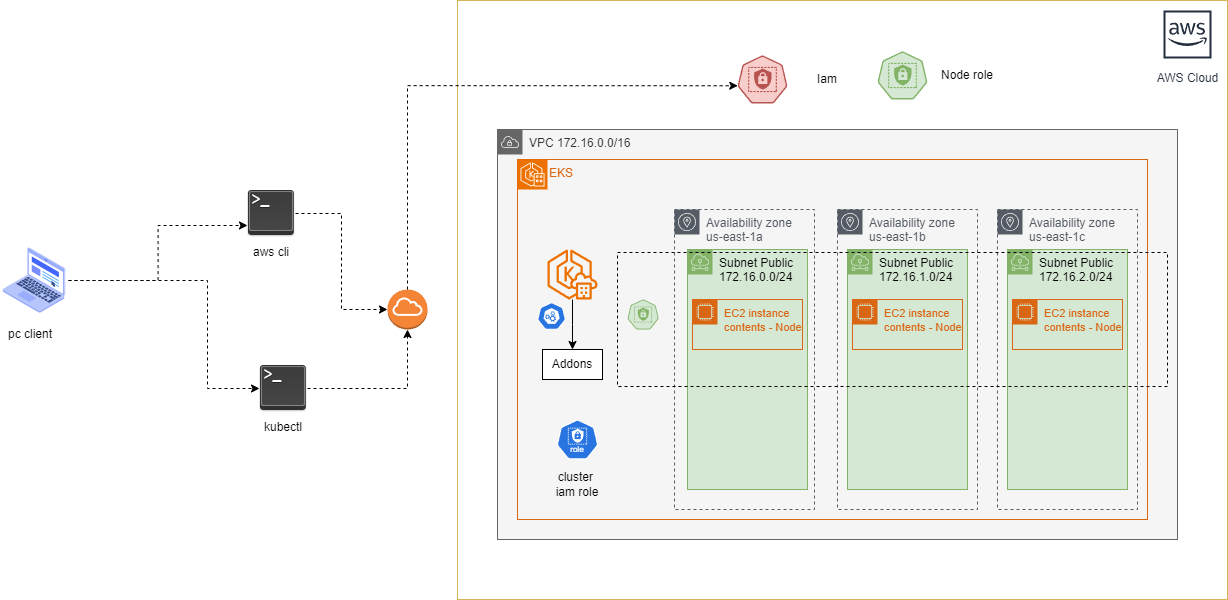 aws
AWS Cloud
Iam
Node role
VPC 172.16.0.0/16
EKS
Availability zone
us-east-1a
Availability zone
us-east-1b
Availability zone
us-east-1c
Subnet Public
172.16.0.0/24
Subnet Public
172.16.1.0/24
Subnet Public
172.16.2.0/24
EC2 instance
contents - Node
EC2 instance
contents - Node
EC2 instance
contents - Node
>_
aws cli
pc client
>_
kubectl
Addons
role
cluster
iam role